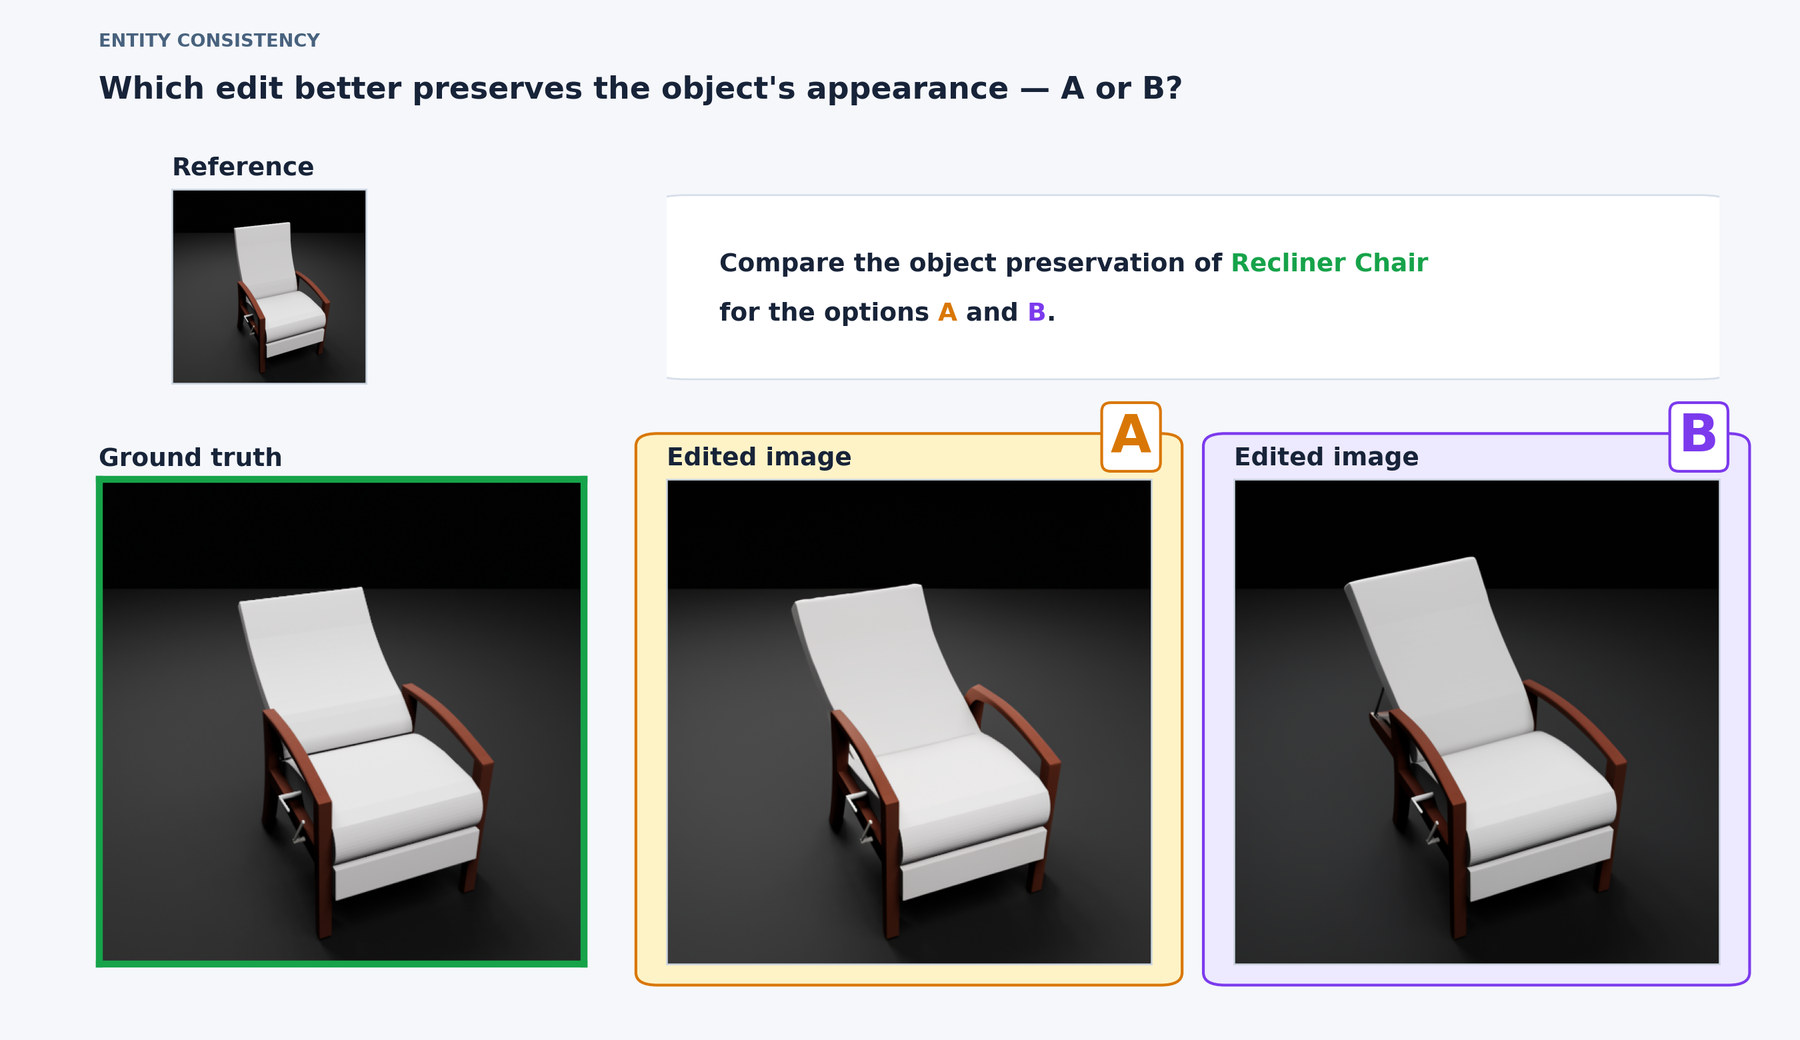 ENTITY CONSISTENCY
Which edit better preserves the object's appearance — A or B?
Reference
Compare the object preservation of Recliner Chair
for the options A and B.
Ground truth
A
Edited image
B
Edited image